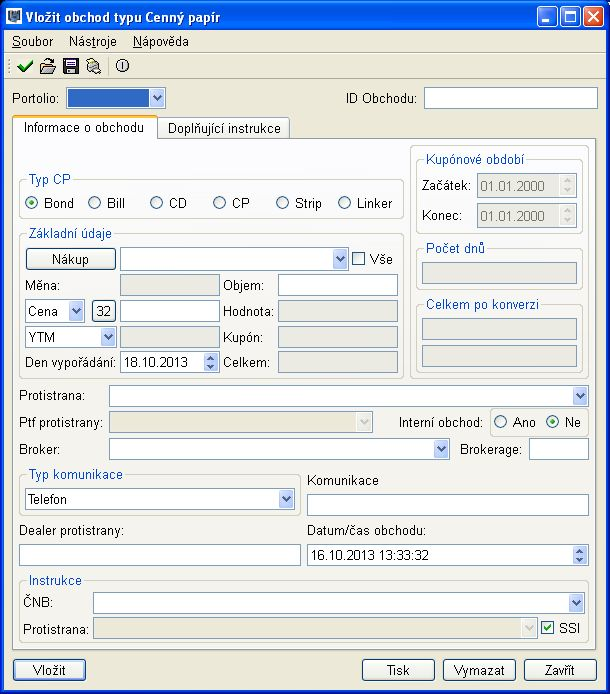 Vložit obchod typu Cenný papír
Soubor Nástroje Nápověda
Portolio: ID Obchodu:
Informace o obchodu Doplňující instrukce
Typ CP
Bond Bill CD CP Strip Linker
Kupónové období
Začátek: 01.01.2000
Konec: 01.01.2000
Základní údaje
Nákup Vše
Měna: Objem:
Cena 32 Hodnota:
YTM Kupón:
Den vypořádání: 18.10.2013 Celkem:
Počet dnů
Celkem po konverzi
Protistrana:
Ptf protistrany: Interní obchod: Ano Ne
Broker: Brokerage:
Typ komunikace
Telefon
Komunikace
Dealer protistrany: Datum/čas obchodu:
16.10.2013 13:33:32
Instrukce
ČNB:
Protistrana: SSI
Vložit Tisk Vymazat Zavřít